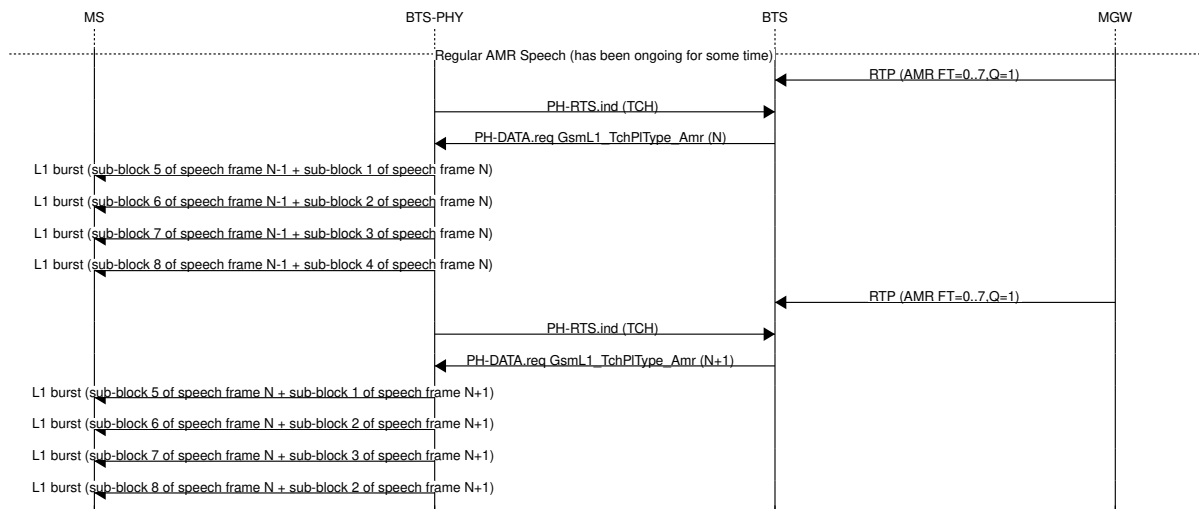 MS BTS-PHY BTS MGW
Regular AMR Speech (has been ongoing for some time)
RTP (AMR FT=0..7,Q=1)
PH-RTS.ind (TCH)
PH-DATA.req GsmL1_TchPlType_Amr (N)
L1 burst (sub-block 5 of speech frame N-1 + sub-block 1 of speech frame N)
L1 burst (sub-block 6 of speech frame N-1 + sub-block 2 of speech frame N)
L1 burst (sub-block 7 of speech frame N-1 + sub-block 3 of speech frame N)
L1 burst (sub-block 8 of speech frame N-1 + sub-block 4 of speech frame N)
RTP (AMR FT=0..7,Q=1)
PH-RTS.ind (TCH)
PH-DATA.req GsmL1_TchPlType_Amr (N+1)
L1 burst (sub-block 5 of speech frame N + sub-block 1 of speech frame N+1)
L1 burst (sub-block 6 of speech frame N + sub-block 2 of speech frame N+1)
L1 burst (sub-block 7 of speech frame N + sub-block 3 of speech frame N+1)
L1 burst (sub-block 8 of speech frame N + sub-block 2 of speech frame N+1)